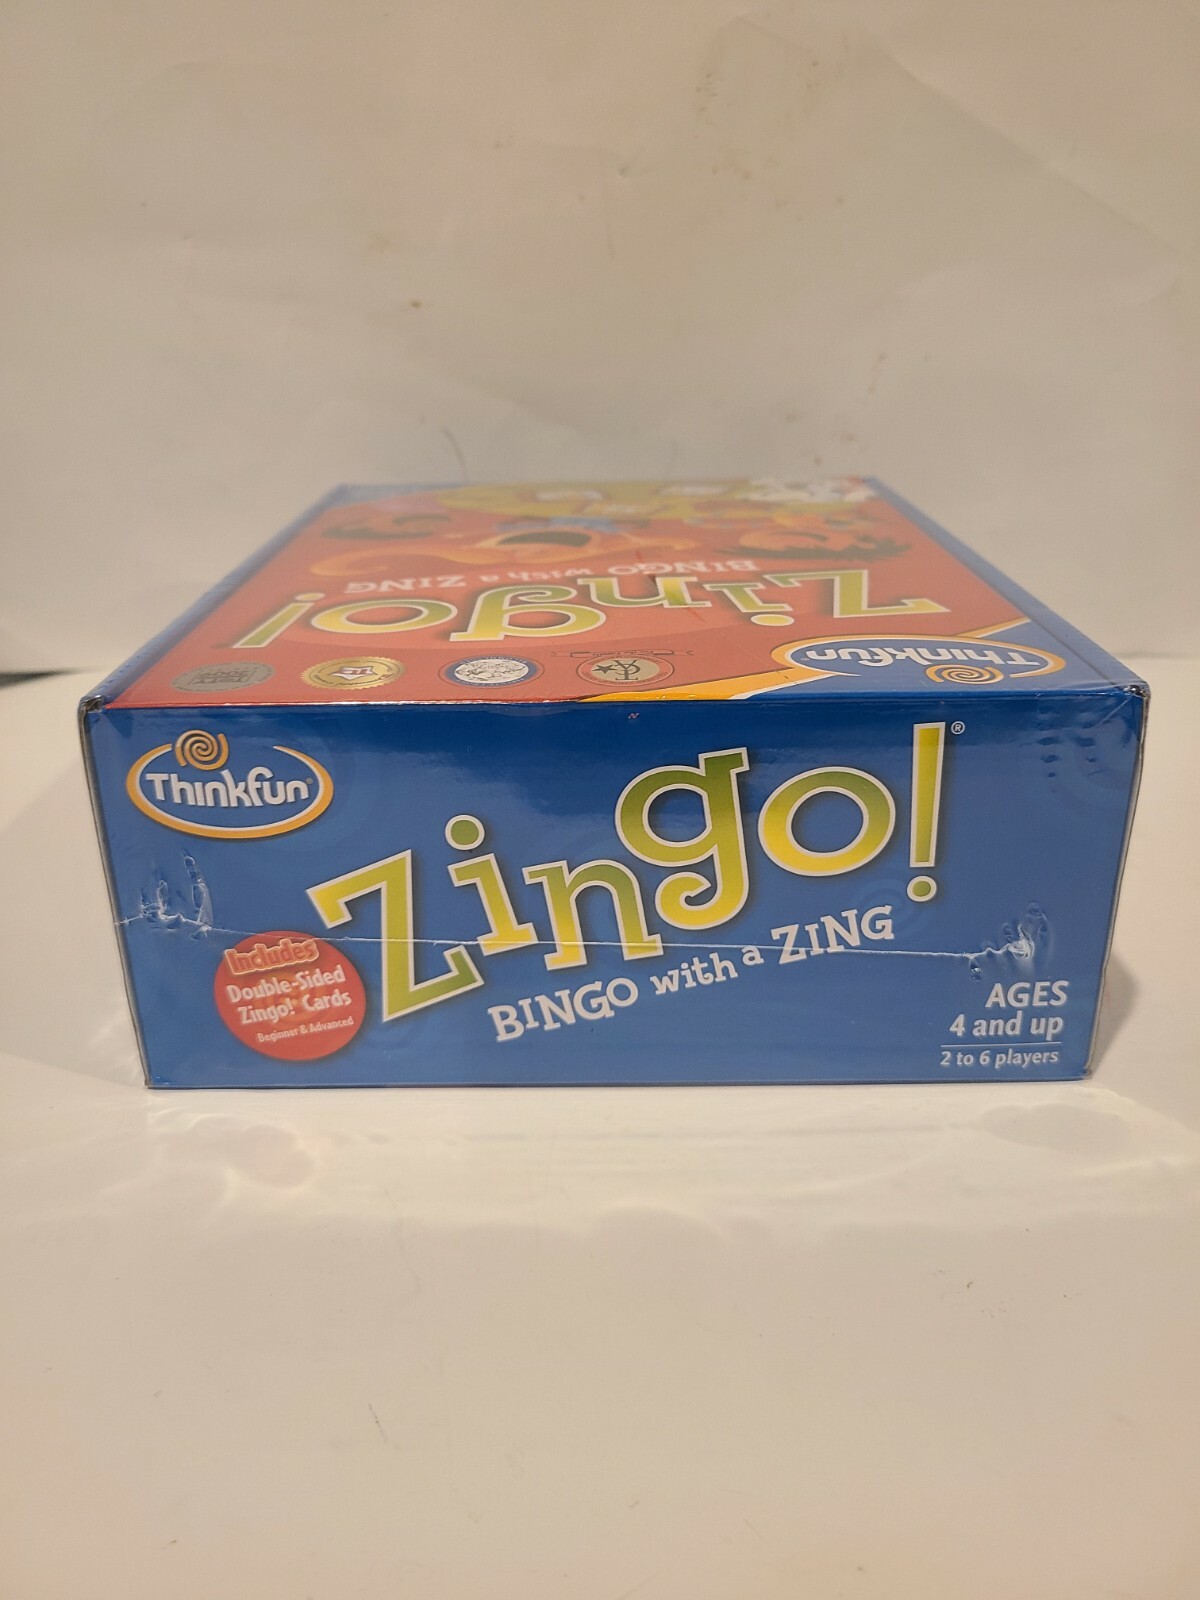 BINGO with a ZING
Zingo!
Thinkfun
Thinkfun®
Zingo!®
BINGO with a ZING
Includes
Double-Sided
Zingo!® Cards
Beginner & Advanced
AGES
4 and up
2 to 6 players